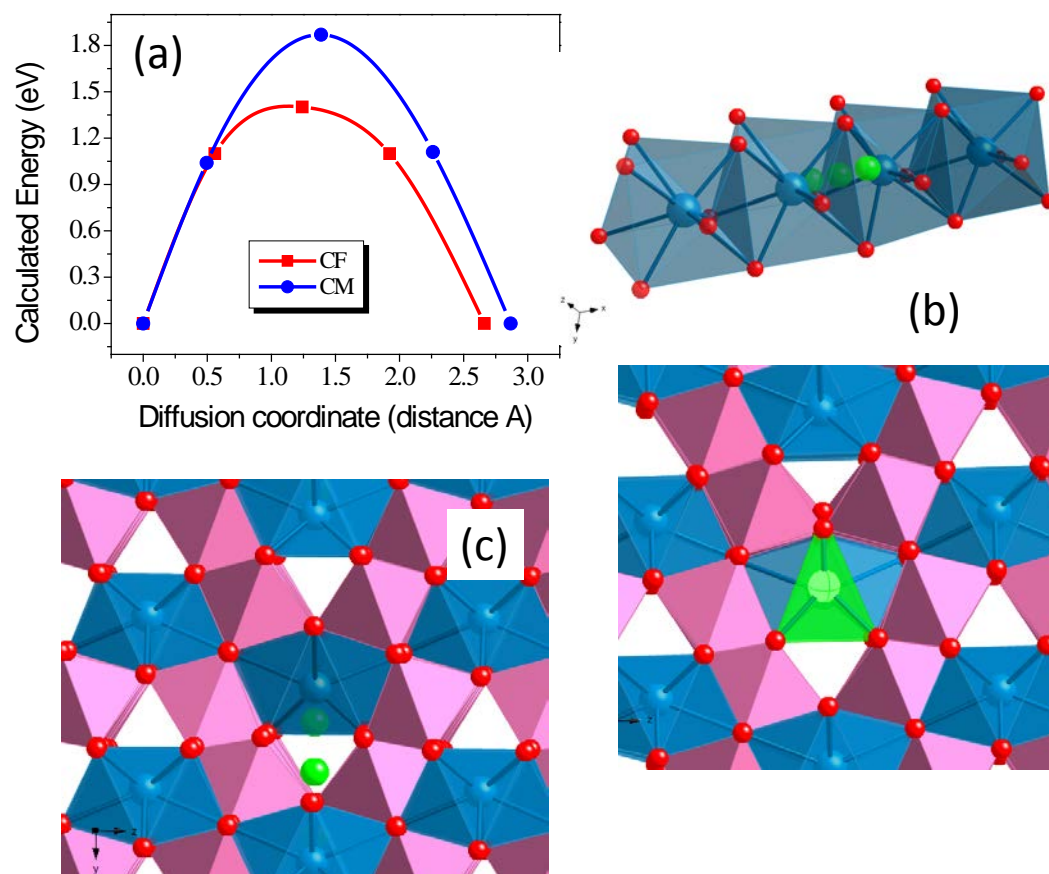 (a)
Calculated Energy (eV)
1.8
1.5
1.2
0.9
0.6
0.3
0.0
CF
CM
0.0 0.5 1.0 1.5 2.0 2.5 3.0
Diffusion coordinate (distance A)
z x
y
(b)
(c)
z
y
z